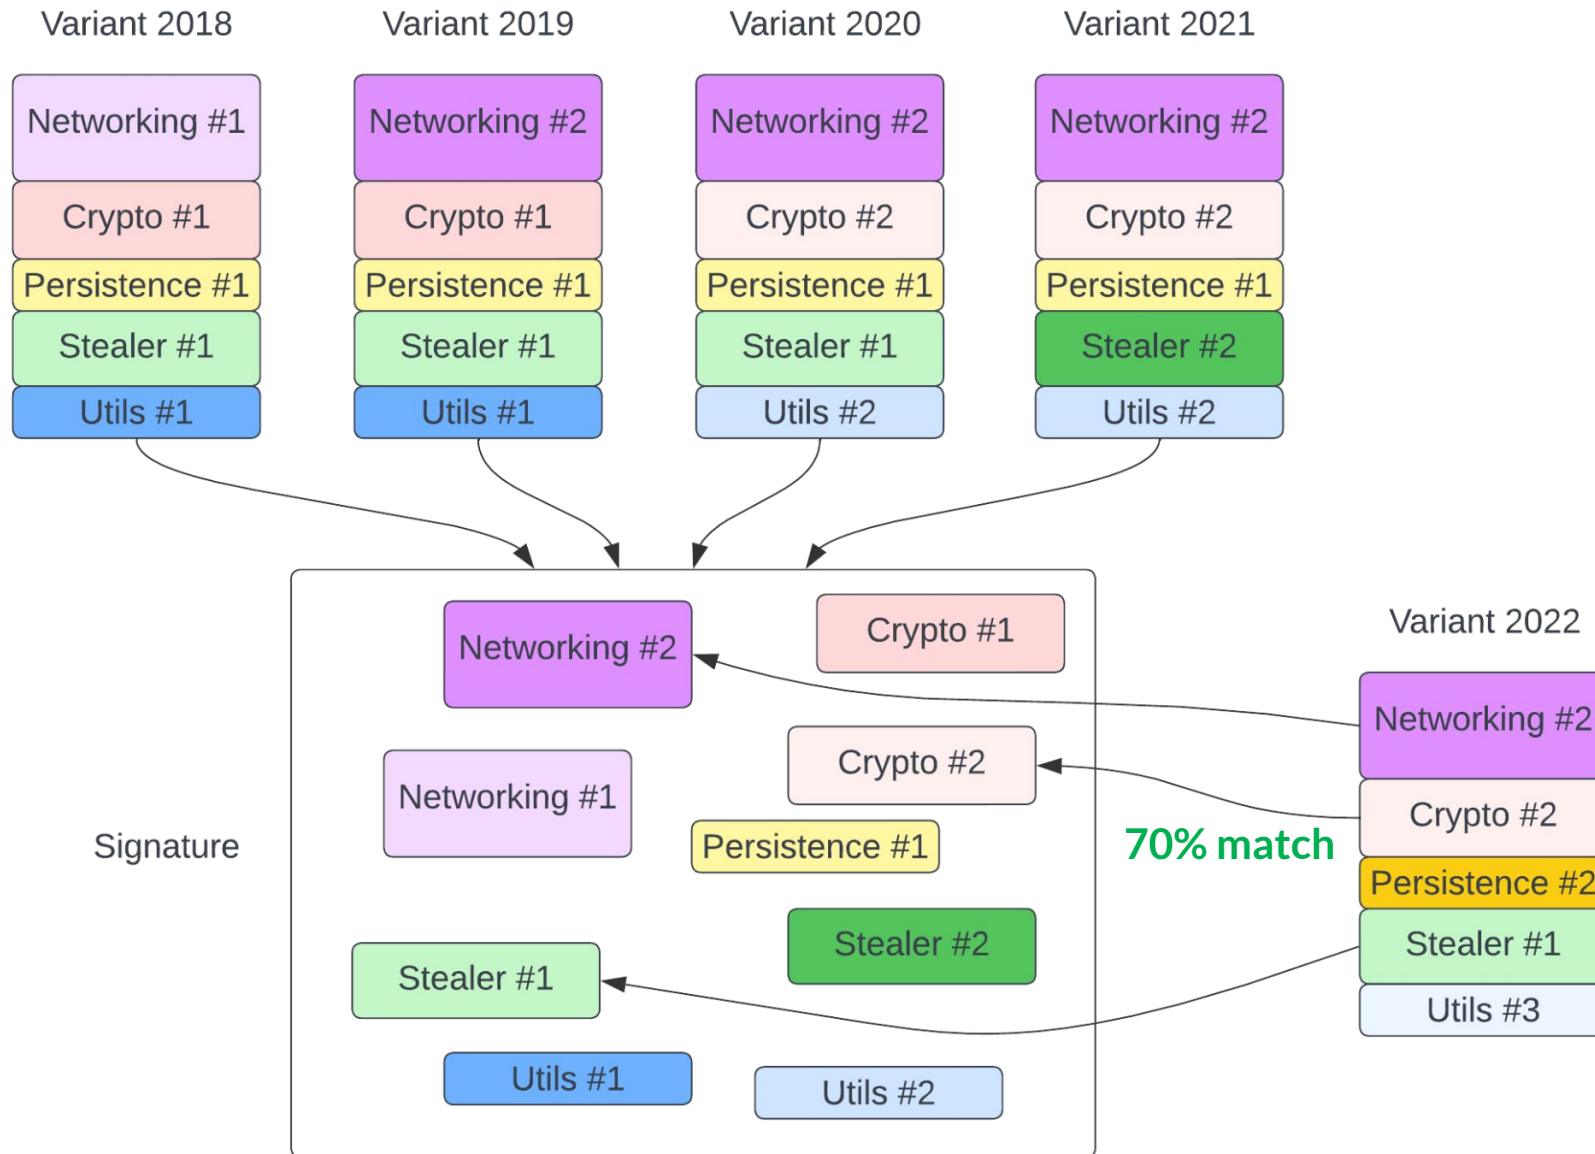 Variant 2018
Variant 2019
Variant 2020
Variant 2021
Networking #1
Networking #2
Networking #2
Networking #2
Crypto #1
Crypto #1
Crypto #2
Crypto #2
Persistence #1
Persistence #1
Persistence #1
Persistence #1
Stealer #1
Stealer #1
Stealer #1
Stealer #2
Utils #1
Utils #1
Utils #2
Utils #2
Signature
Networking #2
Crypto #1
Networking #1
Crypto #2
Persistence #1
Stealer #2
Stealer #1
Utils #1
Utils #2
70% match
Variant 2022
Networking #2
Crypto #2
Persistence #2
Stealer #1
Utils #3